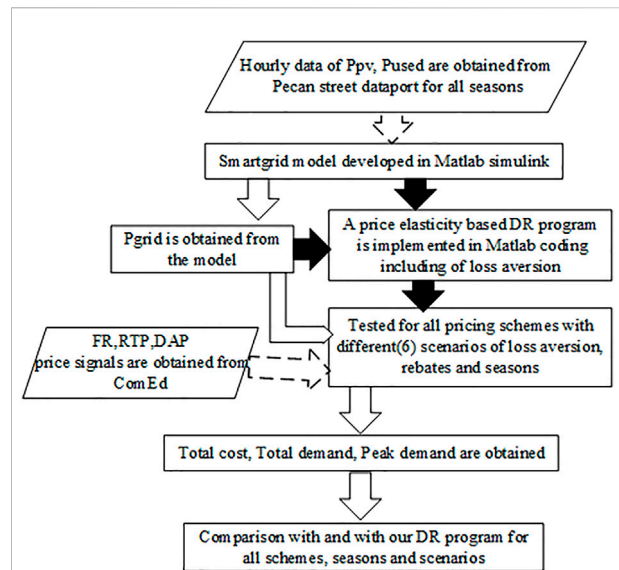 Hourly data of Ppv, Pused are obtained from
Pecan street dataport for all seasons
Smartgrid model developed in Matlab simulink
Pgrid is obtained from
the model
A price elasticity based DR program
is implemented in Matlab coding
including of loss aversion
FR,RTP,DAP
price signals are obtained from
ComEd
Tested for all pricing schemes with
different(6) scenarios of loss aversion,
rebates and seasons
Total cost, Total demand, Peak demand are obtained
Comparison with and with our DR program for
all schemes, seasons and scenarios